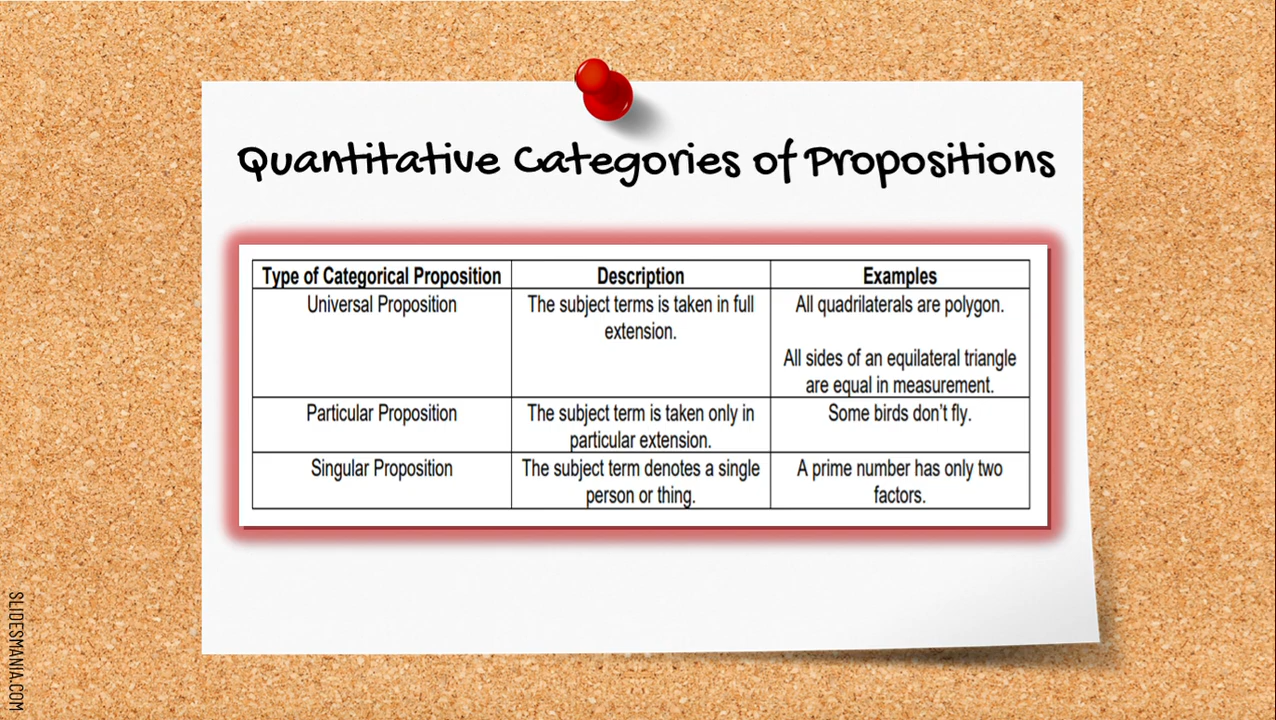 Quantitative Categories of Propositions
Type of Categorical Proposition
Description
Examples
Universal Proposition
The subject terms is taken in full
extension.
All quadrilaterals are polygon.
All sides of an equilateral triangle
are equal in measurement.
Particular Proposition
The subject term is taken only in
particular extension.
Some birds don't fly.
Singular Proposition
The subject term denotes a single
person or thing.
A prime number has only two
factors.
SLIDESMANIA.COM